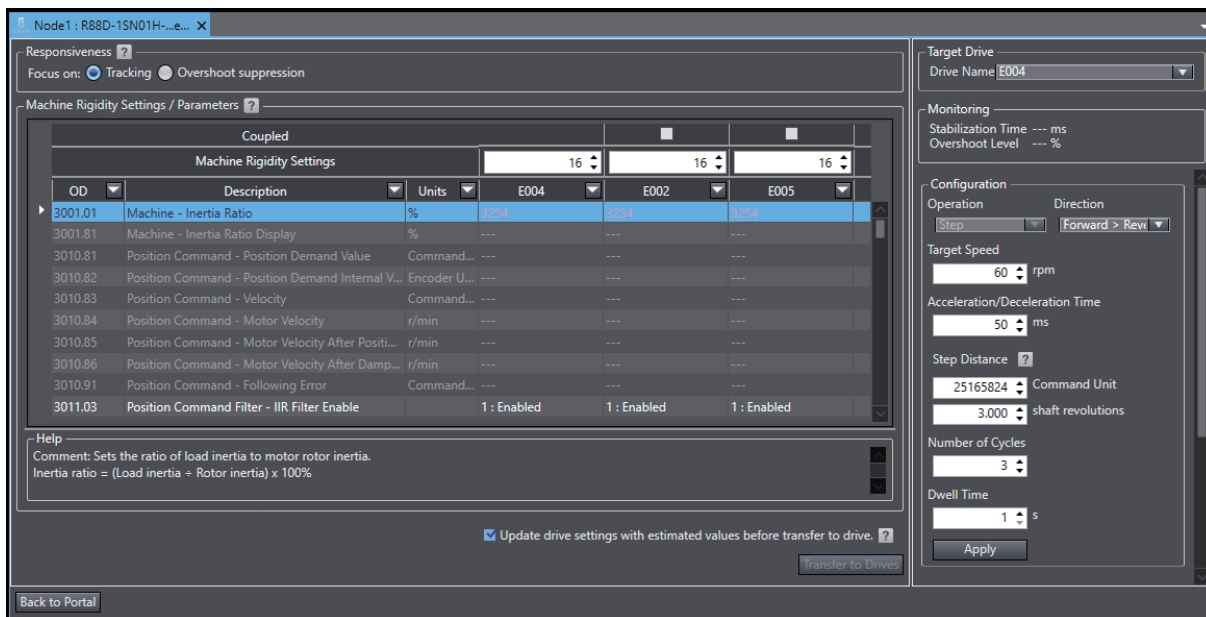 Node1 : R88D-1SN01H-...e... X
Responsiveness ?
Focus on: Tracking Overshoot suppression
Machine Rigidity Settings / Parameters ?
Coupled
Machine Rigidity Settings 16 16 16
OD Description Units E004 E002 E005
3001.01 Machine - Inertia Ratio % 3254 3254 3254
3001.81 Machine - Inertia Ratio Display % --- --- ---
3010.81 Position Command - Position Demand Value Command... --- --- ---
3010.82 Position Command - Position Demand Internal V... Encoder U... --- --- ---
3010.83 Position Command - Velocity Command... --- --- ---
3010.84 Position Command - Motor Velocity r/min --- --- ---
3010.85 Position Command - Motor Velocity After Positi... r/min --- --- ---
3010.86 Position Command - Motor Velocity After Damp... r/min --- --- ---
3010.91 Position Command - Following Error Command... --- --- ---
3011.03 Position Command Filter - IIR Filter Enable 1 : Enabled 1 : Enabled 1 : Enabled
Help
Comment: Sets the ratio of load inertia to motor rotor inertia.
Inertia ratio = (Load inertia ÷ Rotor inertia) x 100%
Update drive settings with estimated values before transfer to drive. ?
Transfer to Drives
Back to Portal
Target Drive
Drive Name E004
Monitoring
Stabilization Time --- ms
Overshoot Level --- %
Configuration
Operation Direction
Step Forward > Reve
Target Speed
60 rpm
Acceleration/Deceleration Time
50 ms
Step Distance ?
25165824 Command Unit
3.000 shaft revolutions
Number of Cycles
3
Dwell Time
1 s
Apply